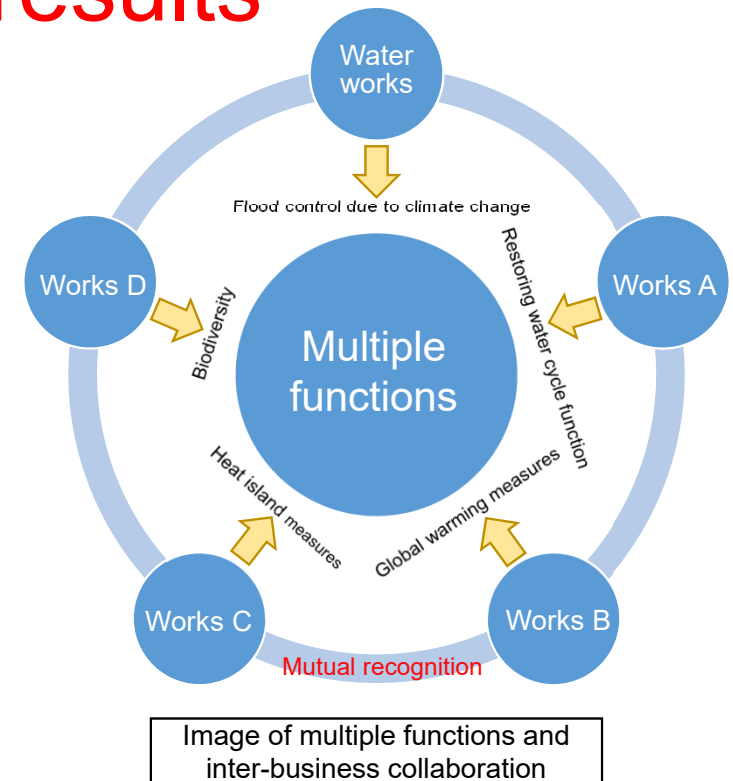 results
Water
works
Flood control due to climate change
Restoring water cycle function
Works D
Works A
Biodiversity
Multiple
functions
Heat island measures
Global warming measures
Works C
Works B
Mutual recognition
Image of multiple functions and
inter-business collaboration